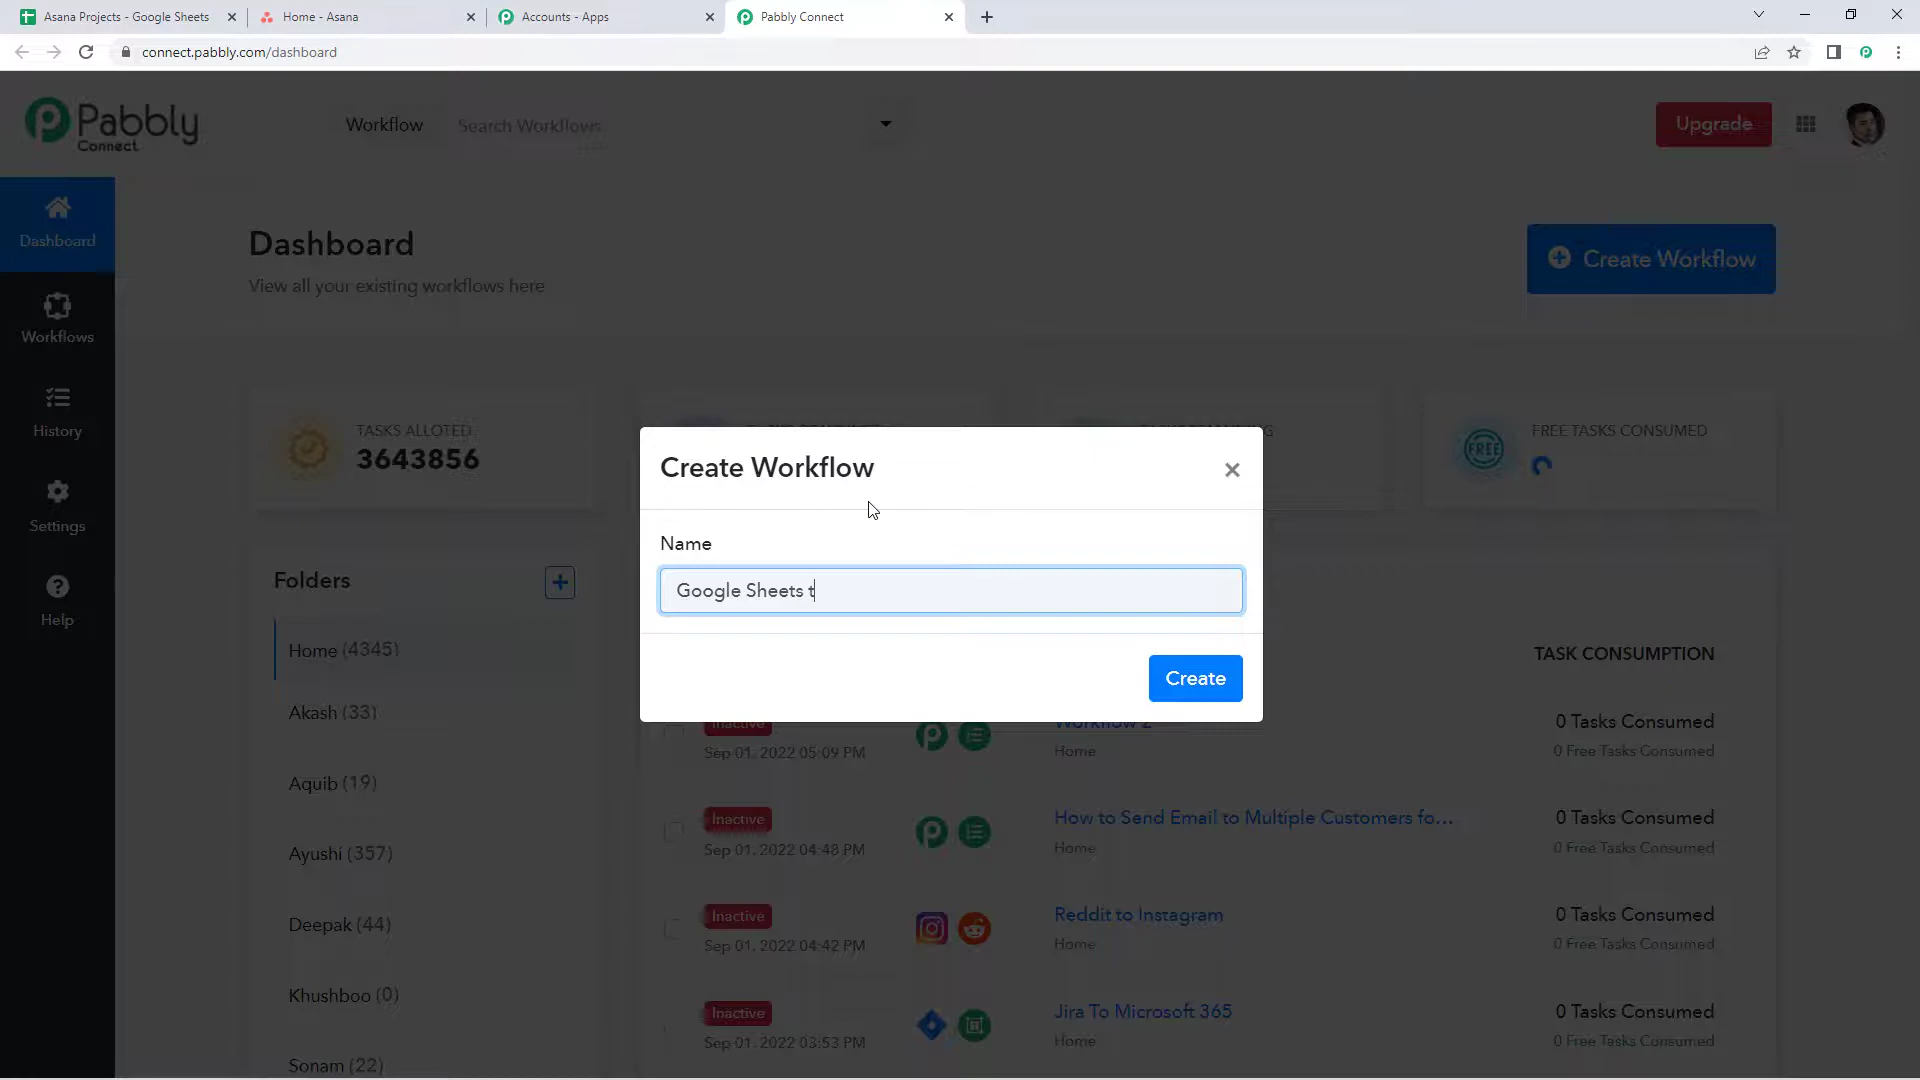 Asana Projects - Google Sheets
Home - Asana
Accounts - Apps
Pabbly Connect
connect.pabbly.com/dashboard
Pabbly
Connect
Workflow
Search Workflows
Upgrade
Dashboard
Workflows
History
Settings
Help
Dashboard
View all your existing workflows here
Create Workflow
TASKS ALLOTED
3643856
FREE TASKS CONSUMED
FREE
Create Workflow
Name
Google Sheets t
Create
Folders
Home (4345)
Akash (33)
Aquib (19)
Ayushi (357)
Deepak (44)
Khushboo (0)
Sonam (22)
TASK CONSUMPTION
Inactive
Sep 01, 2022 05:09 PM
Workflow 2
Home
0 Tasks Consumed
0 Free Tasks Consumed
Inactive
Sep 01, 2022 04:48 PM
How to Send Email to Multiple Customers fo...
Home
0 Tasks Consumed
0 Free Tasks Consumed
Inactive
Sep 01, 2022 04:42 PM
Reddit to Instagram
Home
0 Tasks Consumed
0 Free Tasks Consumed
Inactive
Sep 01, 2022 03:53 PM
Jira To Microsoft 365
Home
0 Tasks Consumed
0 Free Tasks Consumed